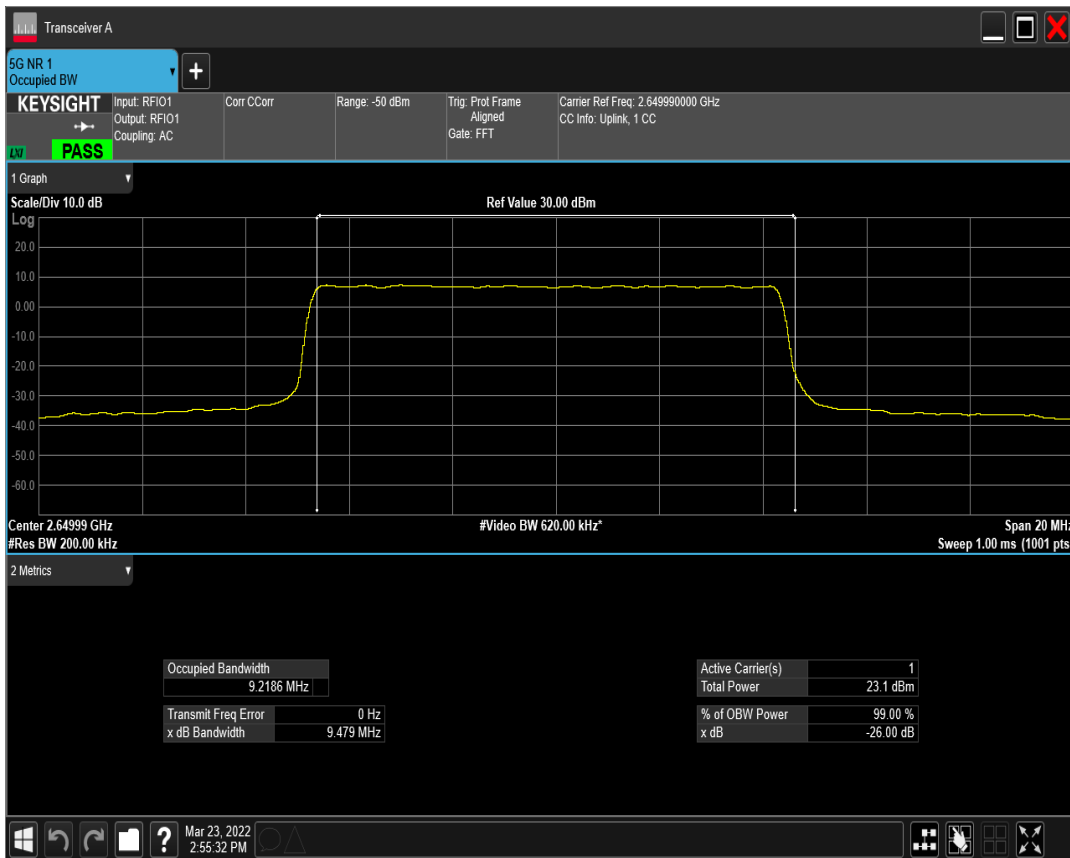 Transceiver A
5G NR 1
Occupied BW
+
KEYSIGHT
LXI
PASS
Input: RFIO1
Output: RFIO1
Coupling: AC
Corr CCorr
Range: -50 dBm
Trig: Prot Frame
Aligned
Gate: FFT
Carrier Ref Freq: 2.649990000 GHz
CC Info: Uplink, 1 CC
1 Graph
Scale/Div 10.0 dB
Ref Value 30.00 dBm
Log
20.0
10.0
0.00
-10.0
-20.0
-30.0
-40.0
-50.0
-60.0
Center 2.64999 GHz
#Video BW 620.00 kHz*
Span 20 MHz
#Res BW 200.00 kHz
Sweep 1.00 ms (1001 pts
2 Metrics
Occupied Bandwidth
9.2186 MHz
Transmit Freq Error 0 Hz
x dB Bandwidth 9.479 MHz
Active Carrier(s) 1
Total Power 23.1 dBm
% of OBW Power 99.00 %
x dB -26.00 dB
?
Mar 23, 2022
2:55:32 PM